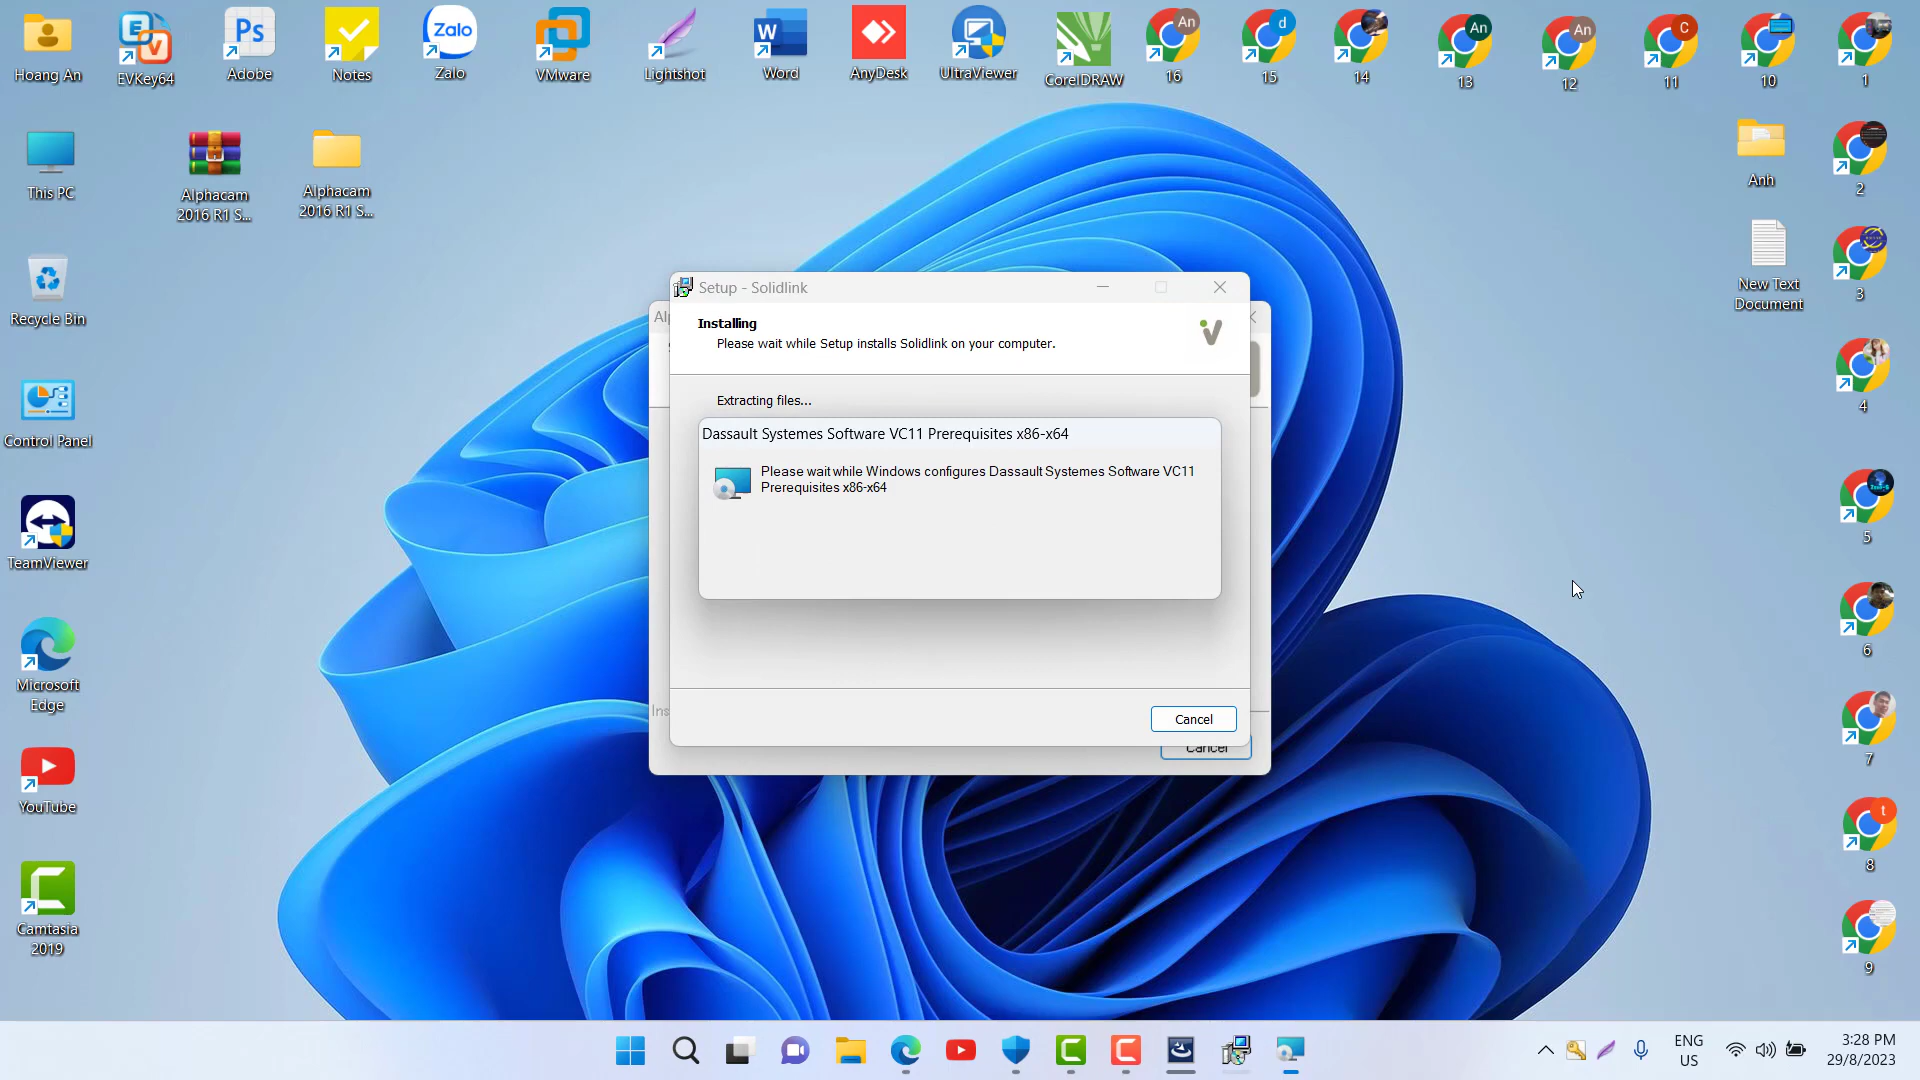 Hoang An
EVKey64
Adobe
Notes
Zalo
VMware
Lightshot
Word
AnyDesk
UltraViewer
CorelDRAW
An
16
d
15
14
An
13
An
12
C
11
10
1
This PC
Alphacam
2016 R1 S...
Alphacam
2016 R1 S...
Anh
2
Recycle Bin
New Text
Document
3
Control Panel
4
TeamViewer
5
Microsoft
Edge
6
YouTube
7
t
8
Camtasia
2019
9
Setup - Solidlink
Installing
Please wait while Setup installs Solidlink on your computer.
Extracting files...
Dassault Systemes Software VC11 Prerequisites x86-x64
Please wait while Windows configures Dassault Systemes Software VC11
Prerequisites x86-x64
Cancel
Cancel
ENG
US
3:28 PM
29/8/2023